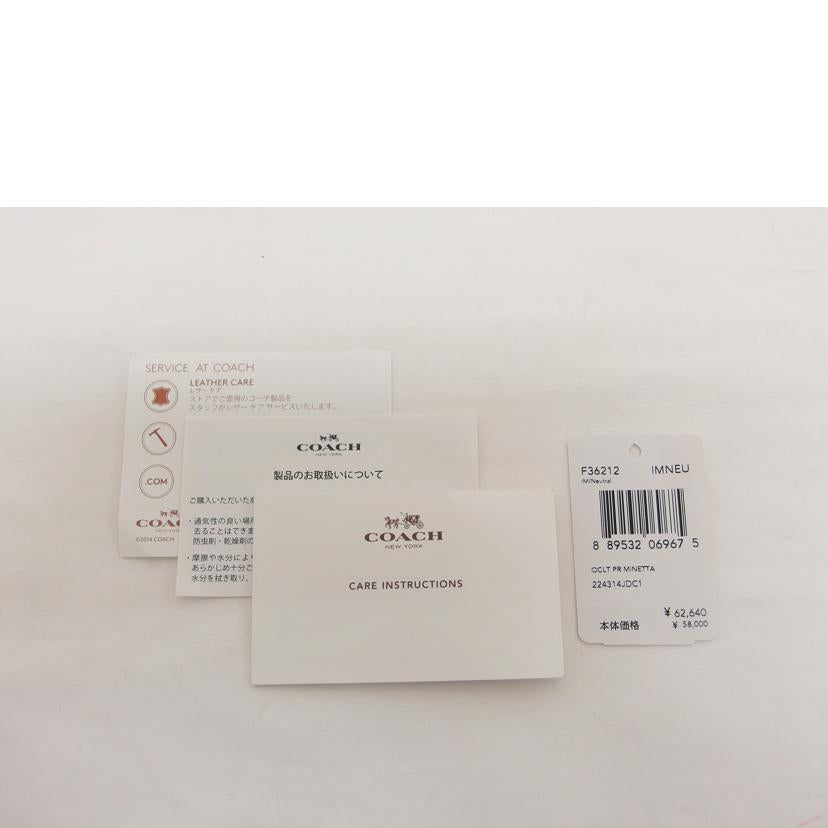 SERVICE AT COACH
LEATHER CARE
レザー ケア
ストアでご愛用のコーチ製品を
スタッフがレザー ケア サービスいたします。
.COM
COA
©2014 COACH
COACH
NEW YORK
製品のお取扱いについて
ご購入いただいた
・通気性の良い場所
去ることはできま
防虫剤・乾燥剤の
・摩擦や水分により
あらかじめ十分ご
水分を拭き取り、
COACH
NEW YORK
CARE INSTRUCTIONS
F36212 IMNEU
IM/Neutral
8 89532 06967 5
OCLT PR MINETTA
224314JDC1
¥ 62,640
本体価格 ¥ 58,000